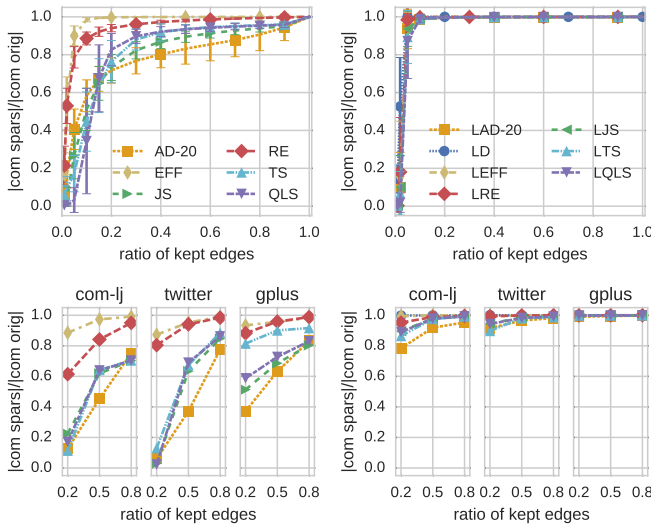 |com spars|/|com orig|
1.0
0.8
0.6
0.4
0.2
0.0
AD-20
EFF
JS
RE
TS
QLS
0.0 0.2 0.4 0.6 0.8 1.0
ratio of kept edges
|com spars|/|com orig|
1.0
0.8
0.6
0.4
0.2
0.0
LAD-20
LD
LEFF
LRE
LJS
LTS
LQLS
0.0 0.2 0.4 0.6 0.8 1.0
ratio of kept edges
com-lj twitter gplus
|com spars|/|com orig|
1.0
0.8
0.6
0.4
0.2
0.0
0.2 0.5 0.8 0.2 0.5 0.8 0.2 0.5 0.8
ratio of kept edges
com-lj twitter gplus
|com spars|/|com orig|
1.0
0.8
0.6
0.4
0.2
0.0
0.2 0.5 0.8 0.2 0.5 0.8 0.2 0.5 0.8
ratio of kept edges